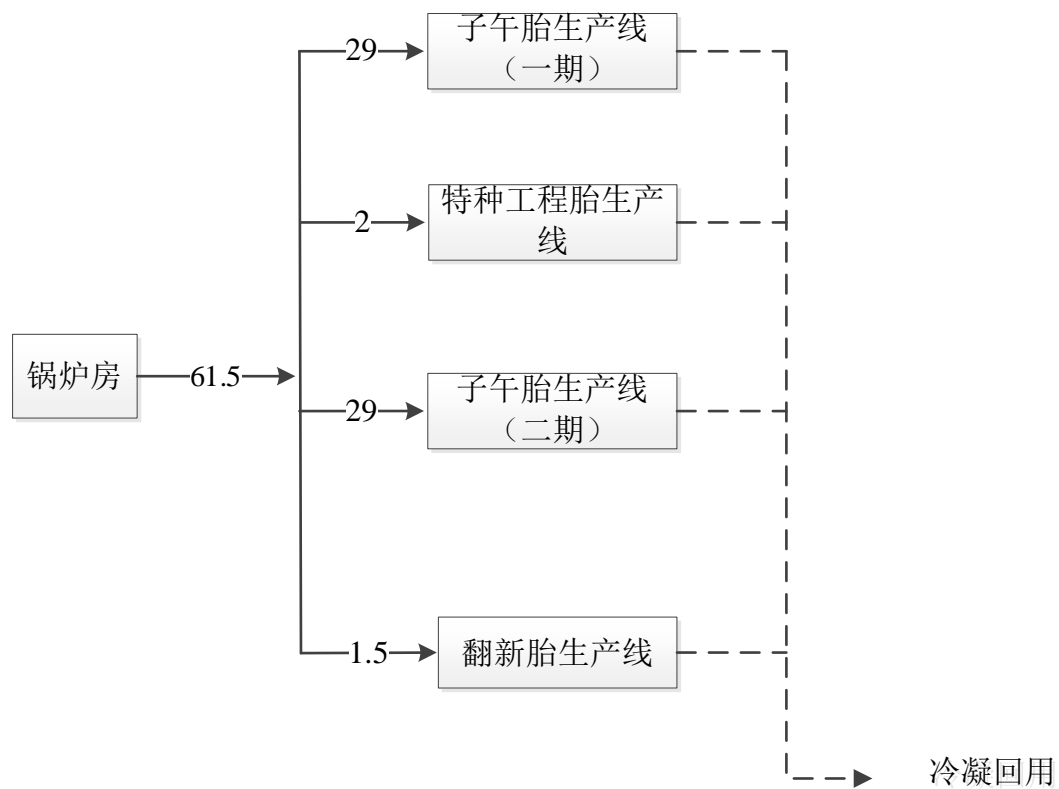 29
子午胎生产线
（一期）
2
特种工程胎生产
线
锅炉房
61.5
29
子午胎生产线
（二期）
1.5
翻新胎生产线
冷凝回用